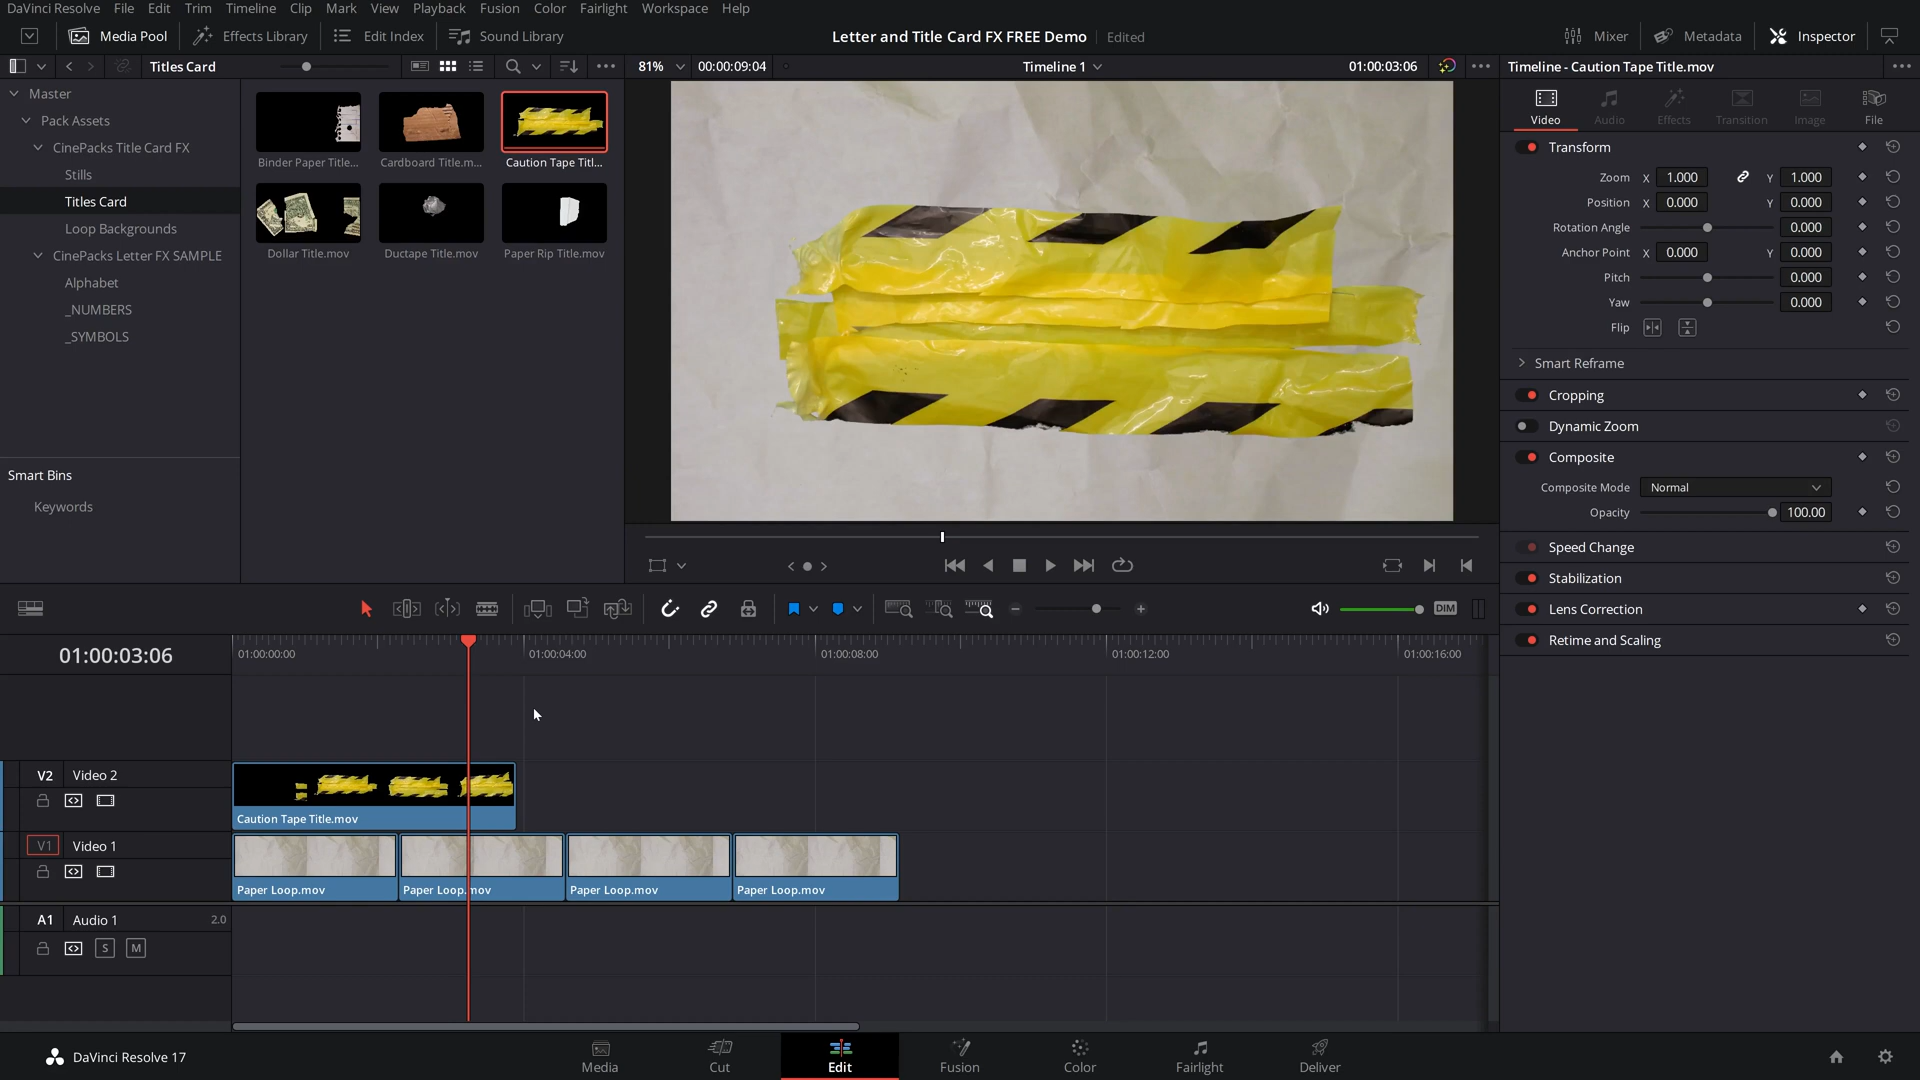 DaVinci Resolve File Edit Trim Timeline Clip Mark View Playback Fusion Color Fairlight Workspace Help
Media Pool Effects Library Edit Index Sound Library Letter and Title Card FX FREE Demo Edited Mixer Metadata Inspector
Titles Card 81% 00:00:09:04 Timeline 1 01:00:03:06 Timeline - Caution Tape Title.mov
Master
Pack Assets
CinePacks Title Card FX
Stills
Titles Card
Loop Backgrounds
CinePacks Letter FX SAMPLE
Alphabet
_NUMBERS
_SYMBOLS
Smart Bins
Keywords
Binder Paper Title... Cardboard Title.m... Caution Tape Titl...
Dollar Title.mov Ductape Title.mov Paper Rip Title.mov
Video Audio Effects Transition Image File
Transform
Zoom X 1.000 Y 1.000
Position X 0.000 Y 0.000
Rotation Angle 0.000
Anchor Point X 0.000 Y 0.000
Pitch 0.000
Yaw 0.000
Flip
Smart Reframe
Cropping
Dynamic Zoom
Composite
Composite Mode Normal
Opacity 100.00
Speed Change
Stabilization
Lens Correction
Retime and Scaling
DIM
01:00:03:06 01:00:00:00 01:00:04:00 01:00:08:00 01:00:12:00 01:00:16:00
V2 Video 2
Caution Tape Title.mov
V1 Video 1
Paper Loop.mov Paper Loop.mov Paper Loop.mov Paper Loop.mov
A1 Audio 1 2.0
S M
DaVinci Resolve 17 Media Cut Edit Fusion Color Fairlight Deliver